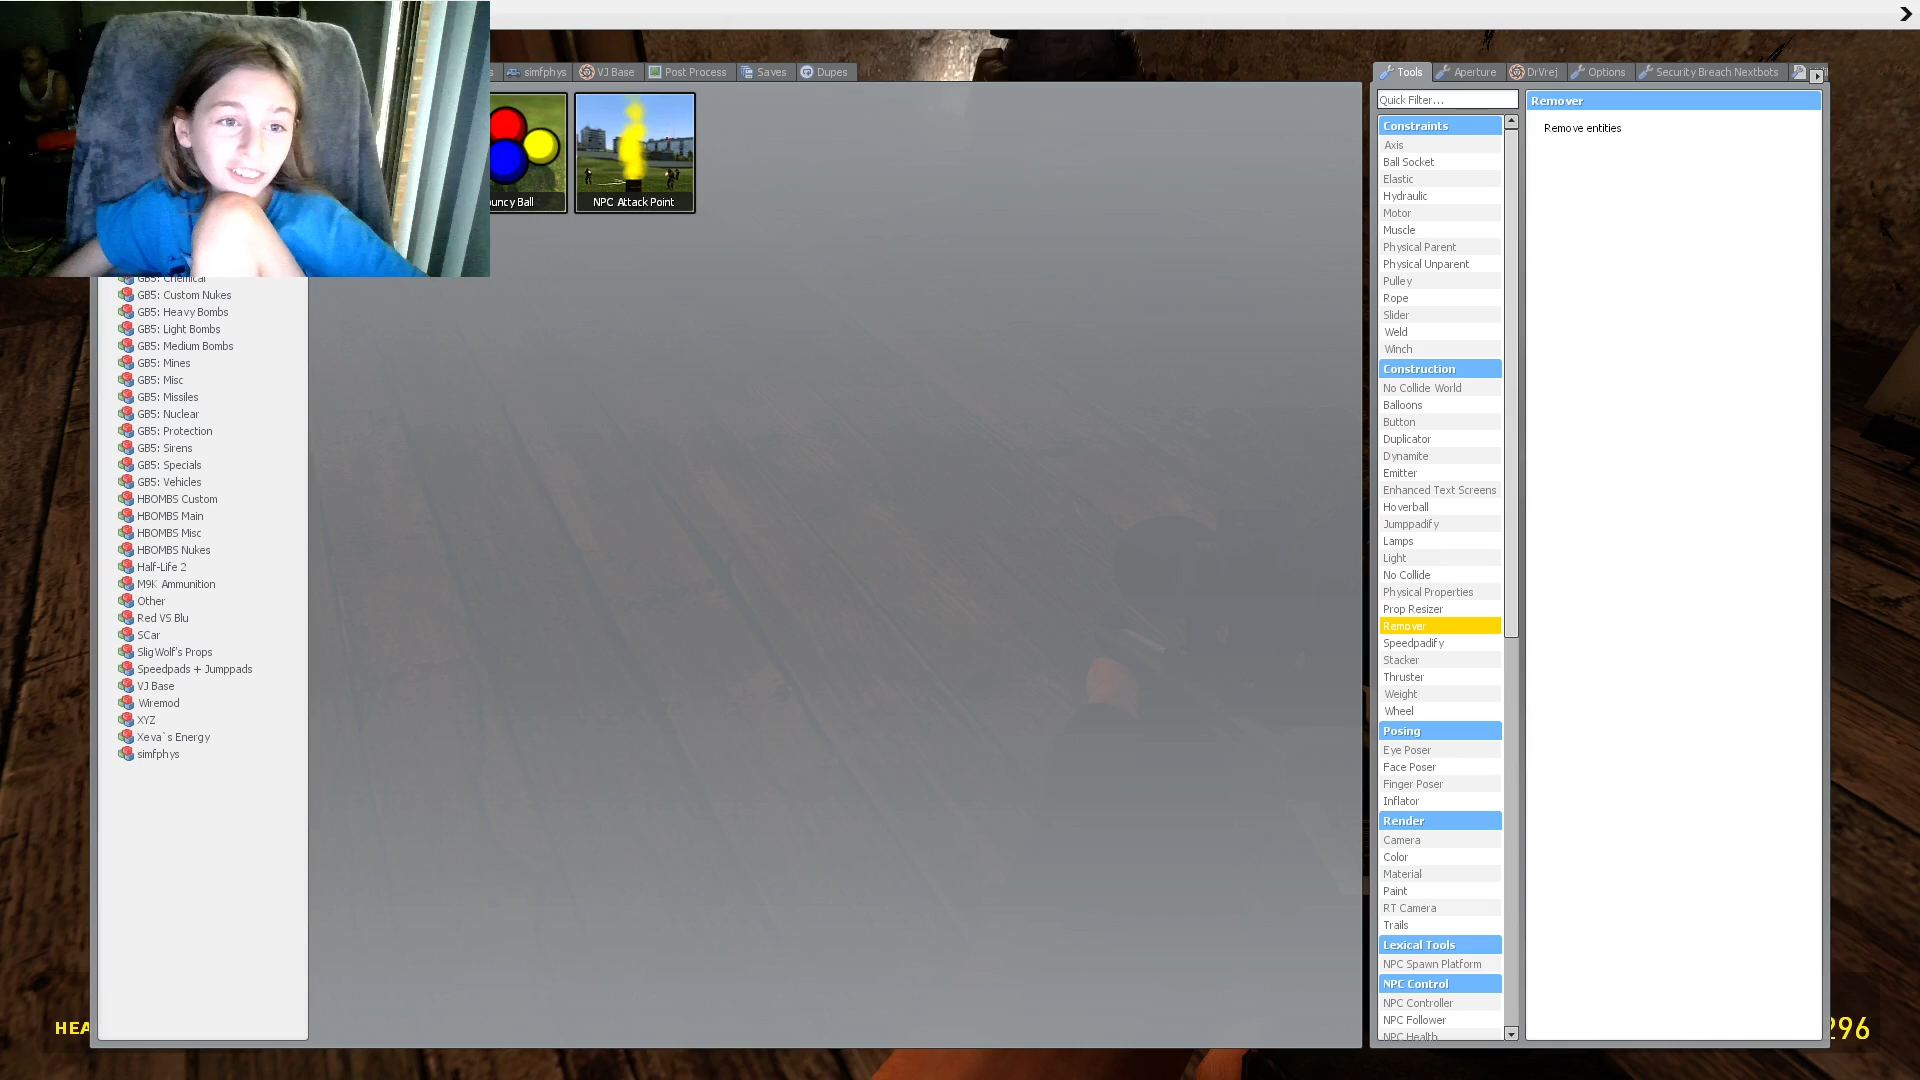 simfphys
VJ Base
Post Process
Saves
Dupes
Tools
Aperture
DrVrej
Options
Security Breach Nextbots
NPC Attack Point
GB5: Chemical
GB5: Custom Nukes
GB5: Heavy Bombs
GB5: Light Bombs
GB5: Medium Bombs
GB5: Mines
GB5: Misc
GB5: Missiles
GB5: Nuclear
GB5: Protection
GB5: Sirens
GB5: Specials
GB5: Vehicles
HBOMBS Custom
HBOMBS Main
HBOMBS Misc
HBOMBS Nukes
Half-Life 2
M9K Ammunition
Other
Red VS Blu
SCar
SligWolf's Props
Speedpads + Jumppads
VJ Base
Wiremod
XYZ
Xeva`s Energy
simfphys
Quick Filter...
Constraints
Axis
Ball Socket
Elastic
Hydraulic
Motor
Muscle
Physical Parent
Physical Unparent
Pulley
Rope
Slider
Weld
Winch
Construction
No Collide World
Balloons
Button
Duplicator
Dynamite
Emitter
Enhanced Text Screens
Hoverball
Jumppadify
Lamps
Light
No Collide
Physical Properties
Prop Resizer
Remover
Speedpadify
Stacker
Thruster
Weight
Wheel
Posing
Eye Poser
Face Poser
Finger Poser
Inflator
Render
Camera
Color
Material
Paint
RT Camera
Trails
Lexical Tools
NPC Spawn Platform
NPC Control
NPC Controller
NPC Follower
NPC Health
Remover
Remove entities
HEA
296